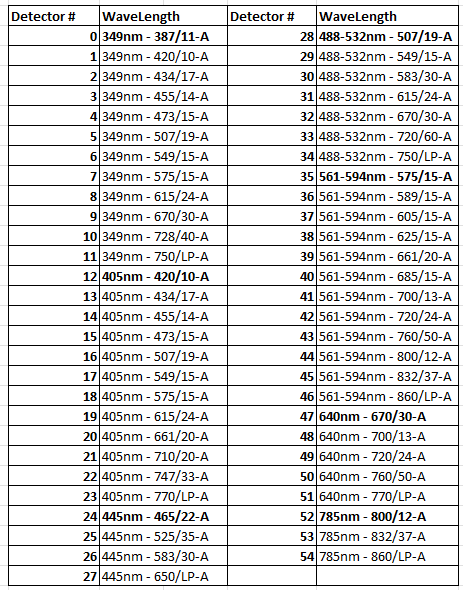 Detector # WaveLength Detector # WaveLength
0 349nm - 387/11-A 28 488-532nm - 507/19-A
1 349nm - 420/10-A 29 488-532nm - 549/15-A
2 349nm - 434/17-A 30 488-532nm - 583/30-A
3 349nm - 455/14-A 31 488-532nm - 615/24-A
4 349nm - 473/15-A 32 488-532nm - 670/30-A
5 349nm - 507/19-A 33 488-532nm - 720/60-A
6 349nm - 549/15-A 34 488-532nm - 750/LP-A
7 349nm - 575/15-A 35 561-594nm - 575/15-A
8 349nm - 615/24-A 36 561-594nm - 589/15-A
9 349nm - 670/30-A 37 561-594nm - 605/15-A
10 349nm - 728/40-A 38 561-594nm - 625/15-A
11 349nm - 750/LP-A 39 561-594nm - 661/20-A
12 405nm - 420/10-A 40 561-594nm - 685/15-A
13 405nm - 434/17-A 41 561-594nm - 700/13-A
14 405nm - 455/14-A 42 561-594nm - 720/24-A
15 405nm - 473/15-A 43 561-594nm - 760/50-A
16 405nm - 507/19-A 44 561-594nm - 800/12-A
17 405nm - 549/15-A 45 561-594nm - 832/37-A
18 405nm - 575/15-A 46 561-594nm - 860/LP-A
19 405nm - 615/24-A 47 640nm - 670/30-A
20 405nm - 661/20-A 48 640nm - 700/13-A
21 405nm - 710/20-A 49 640nm - 720/24-A
22 405nm - 747/33-A 50 640nm - 760/50-A
23 405nm - 770/LP-A 51 640nm - 770/LP-A
24 445nm - 465/22-A 52 785nm - 800/12-A
25 445nm - 525/35-A 53 785nm - 832/37-A
26 445nm - 583/30-A 54 785nm - 860/LP-A
27 445nm - 650/LP-A